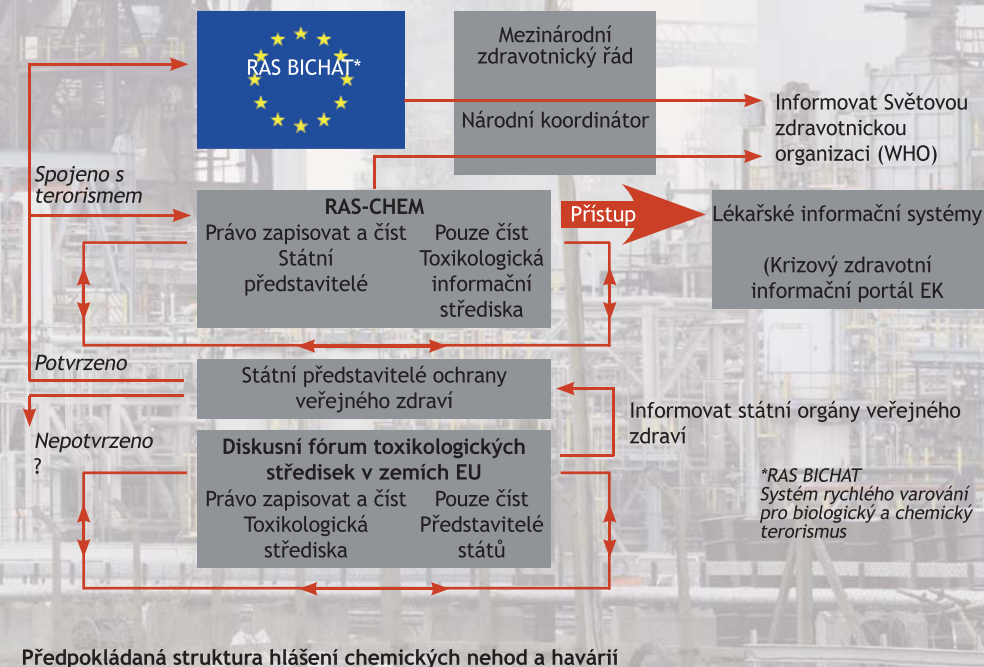 RAS BICHAT*
Mezinárodní
zdravotnický řád
Národní koordinátor
Informovat Světovou
zdravotnickou
organizaci (WHO)
Spojeno s
terorismem
RAS-CHEM
Právo zapisovat a číst
Státní
představitelé
Pouze číst
Toxikologická
informační
střediska
Přístup
Lékařské informační systémy
(Krizový zdravotní
informační portál EK
Potvrzeno
Státní představitelé ochrany
veřejného zdraví
Informovat státní orgány veřejného
zdraví
Nepotvrzeno
?
Diskusní fórum toxikologických
středisek v zemích EU
Právo zapisovat a číst
Toxikologická
střediska
Pouze číst
Představitelé
států
*RAS BICHAT
Systém rychlého varování
pro biologický a chemický
terorismus
Předpokládaná struktura hlášení chemických nehod a havárií